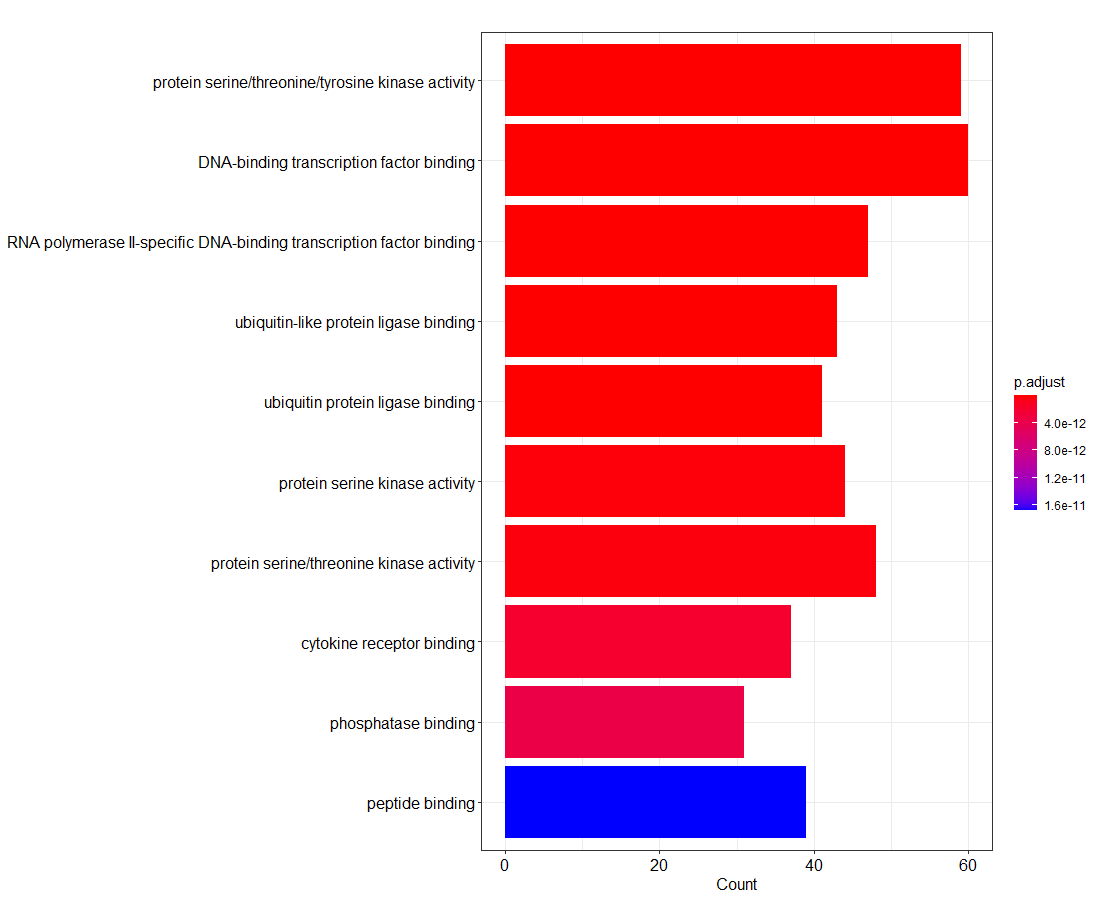 protein serine/threonine/tyrosine kinase activity
DNA-binding transcription factor binding
RNA polymerase II-specific DNA-binding transcription factor binding
ubiquitin-like protein ligase binding
ubiquitin protein ligase binding
protein serine kinase activity
protein serine/threonine kinase activity
cytokine receptor binding
phosphatase binding
peptide binding
0 20 40 60
Count
p.adjust
4.0e-12
8.0e-12
1.2e-11
1.6e-11